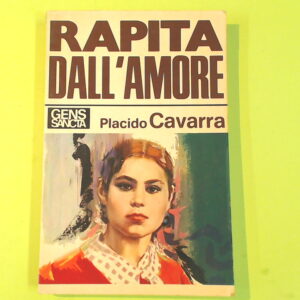 RAPITA
DALL'AMORE
GENS
SANCTA
Placido Cavarra